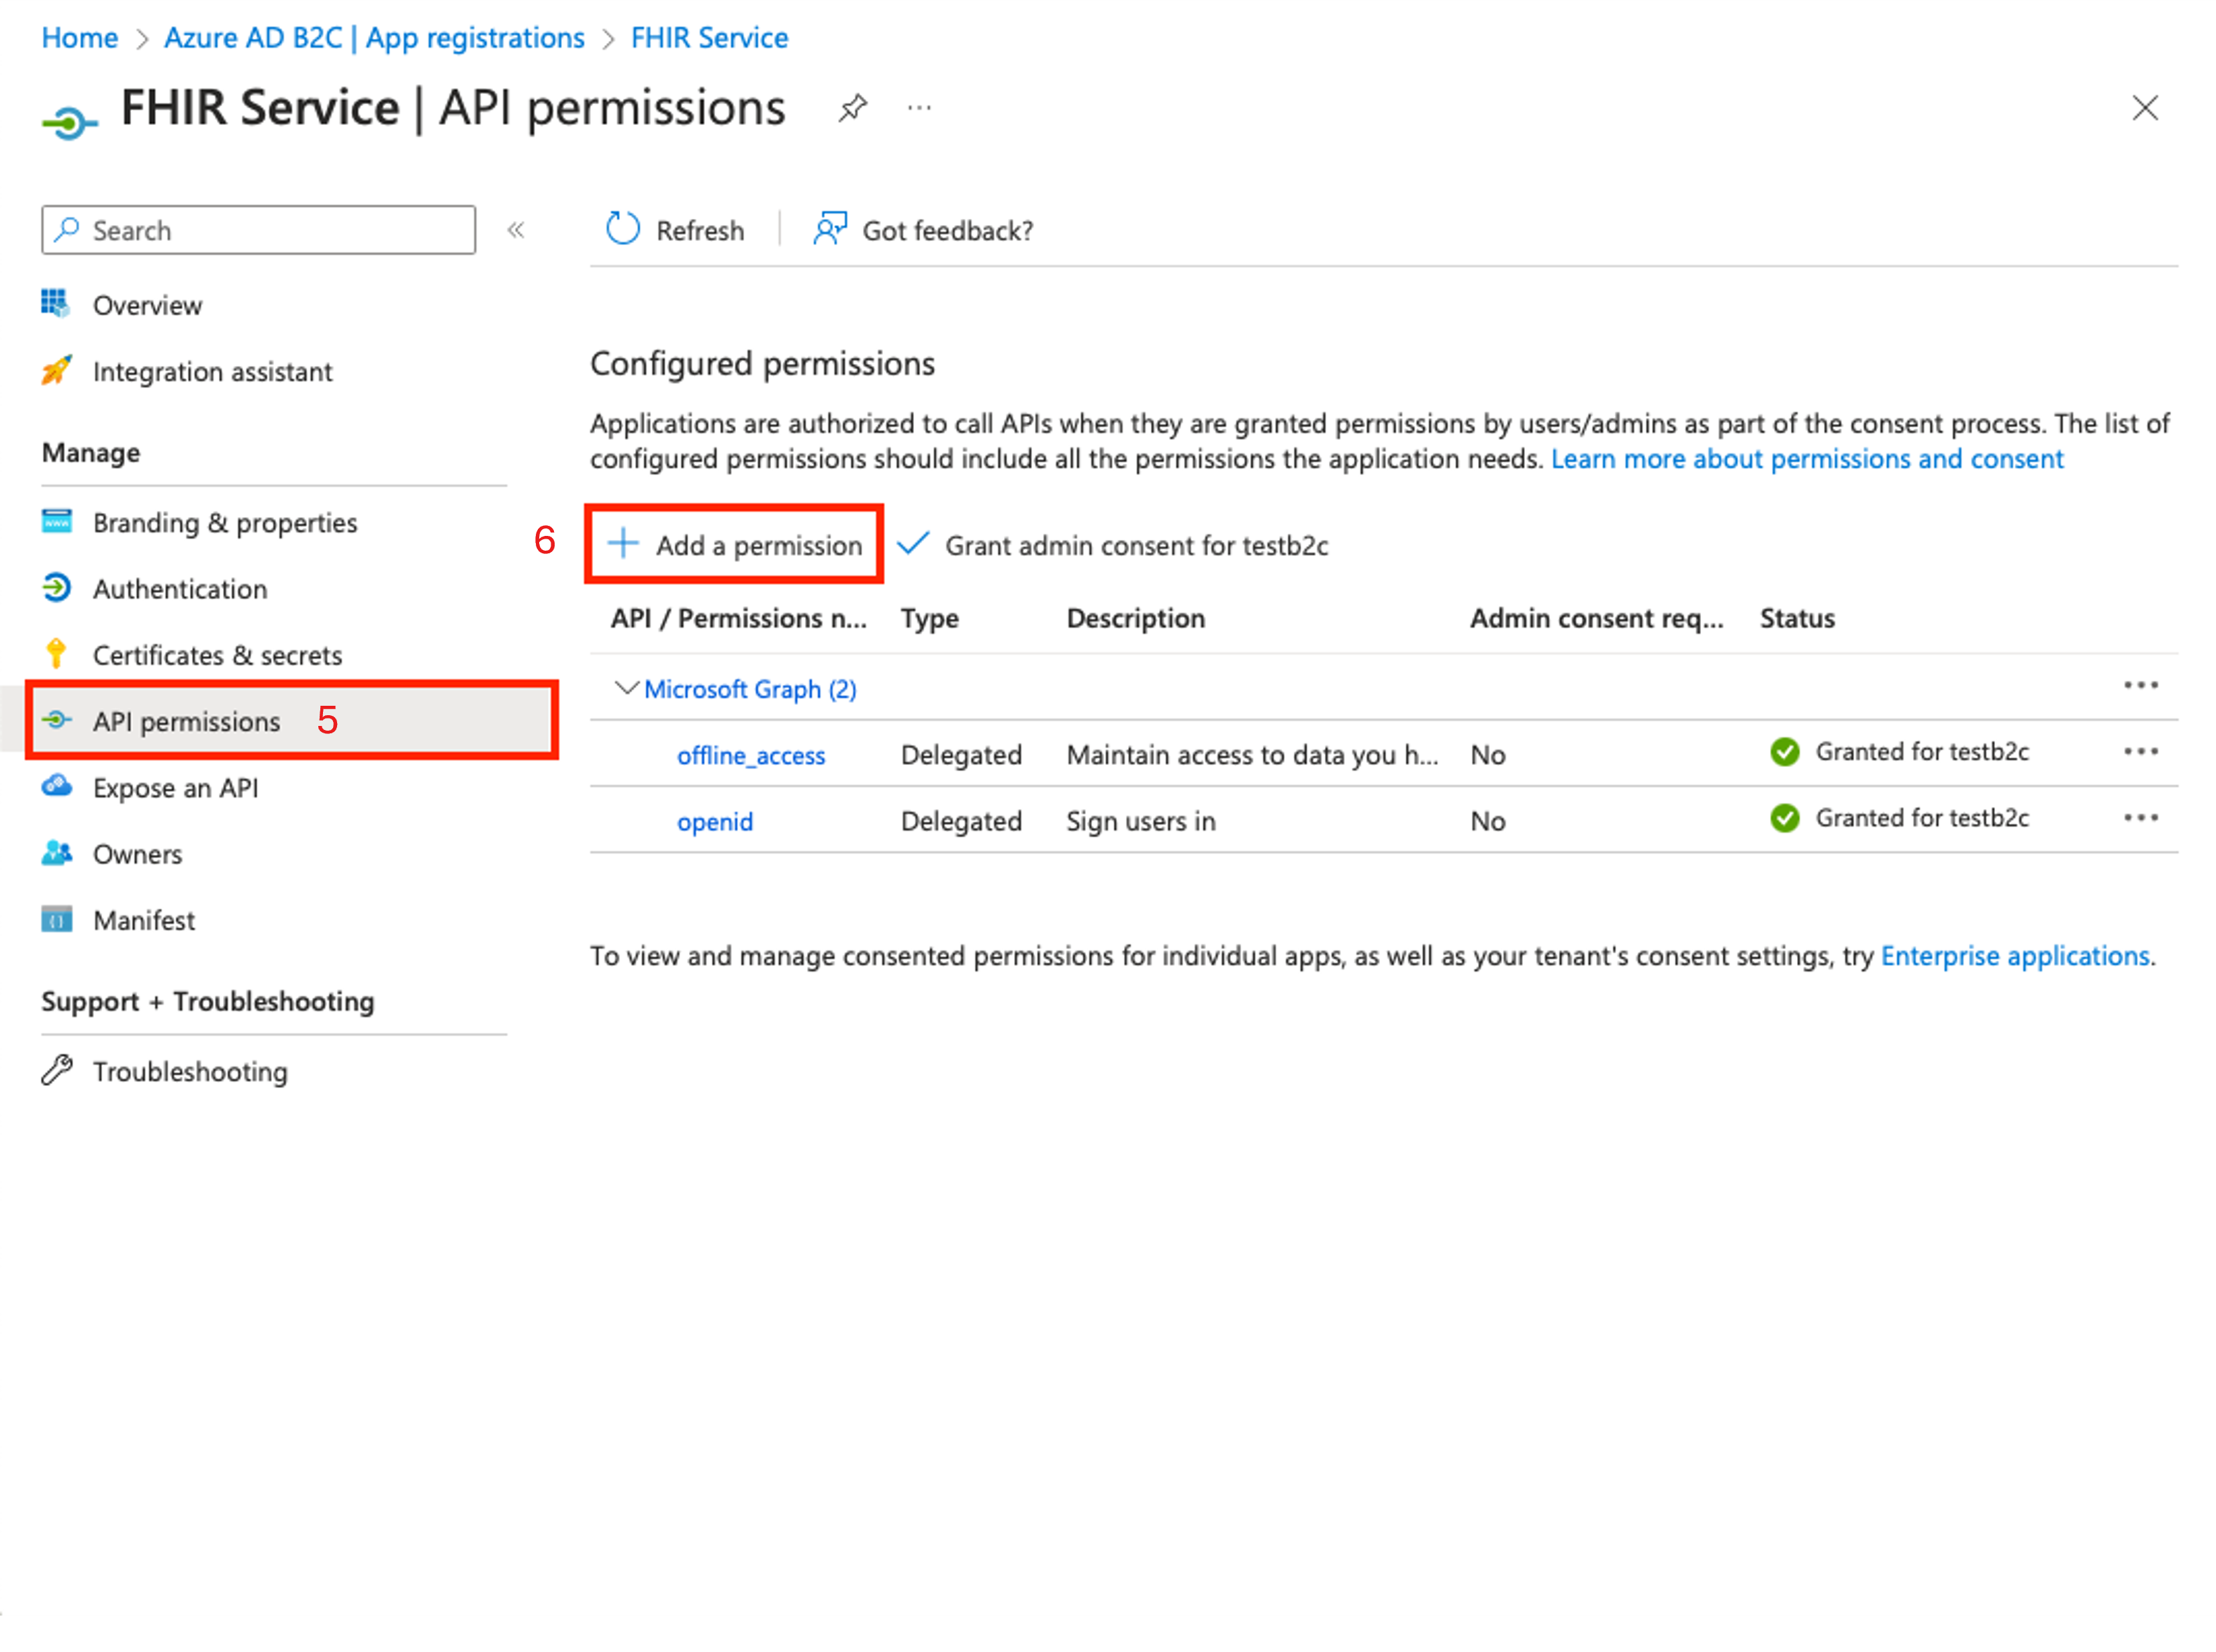 Home > Azure AD B2C | App registrations > FHIR Service
FHIR Service | API permissions ...
Search «
Refresh | Got feedback?
Overview
Integration assistant
Manage
Branding & properties
Authentication
Certificates & secrets
API permissions 5
Expose an API
Owners
Manifest
Support + Troubleshooting
Troubleshooting
Configured permissions
Applications are authorized to call APIs when they are granted permissions by users/admins as part of the consent process. The list of
configured permissions should include all the permissions the application needs. Learn more about permissions and consent
6 + Add a permission ✓ Grant admin consent for testb2c
API / Permissions n... Type Description Admin consent req... Status
Microsoft Graph (2) ...
offline_access Delegated Maintain access to data you h... No Granted for testb2c ...
openid Delegated Sign users in No Granted for testb2c ...
To view and manage consented permissions for individual apps, as well as your tenant's consent settings, try Enterprise applications.